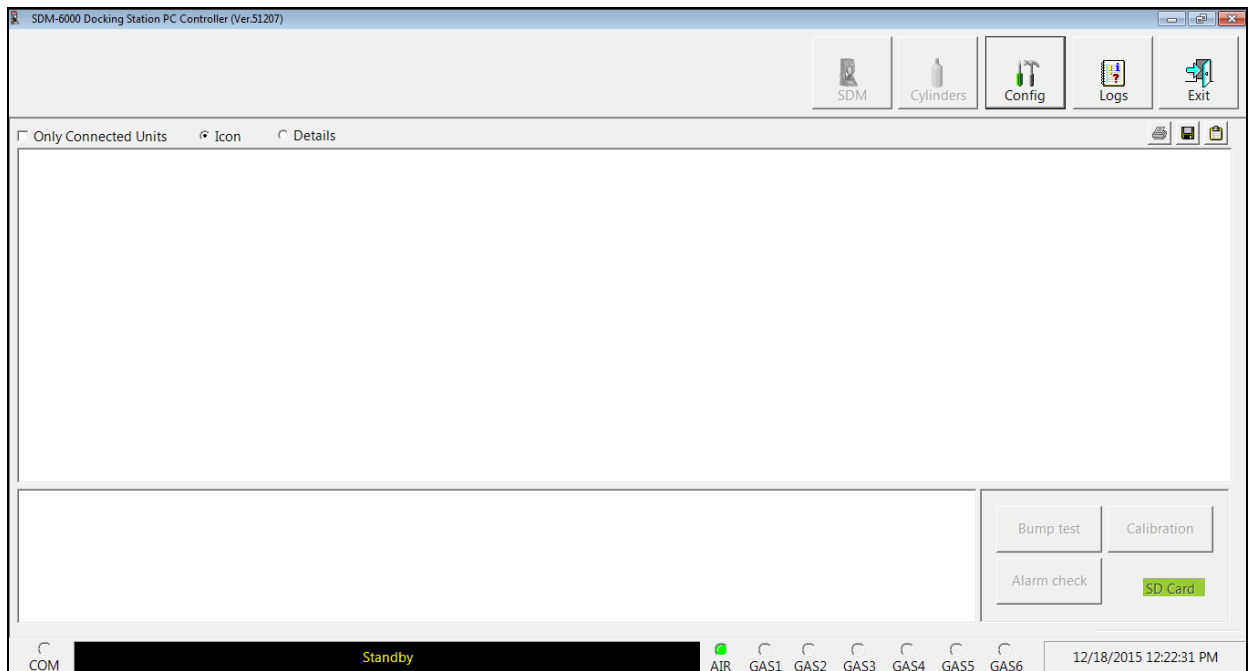 SDM-6000 Docking Station PC Controller (Ver.51207)
SDM Cylinders Config Logs Exit
Only Connected Units Icon Details
Bump test Calibration
Alarm check SD Card
COM Standby AIR GAS1 GAS2 GAS3 GAS4 GAS5 GAS6 12/18/2015 12:22:31 PM